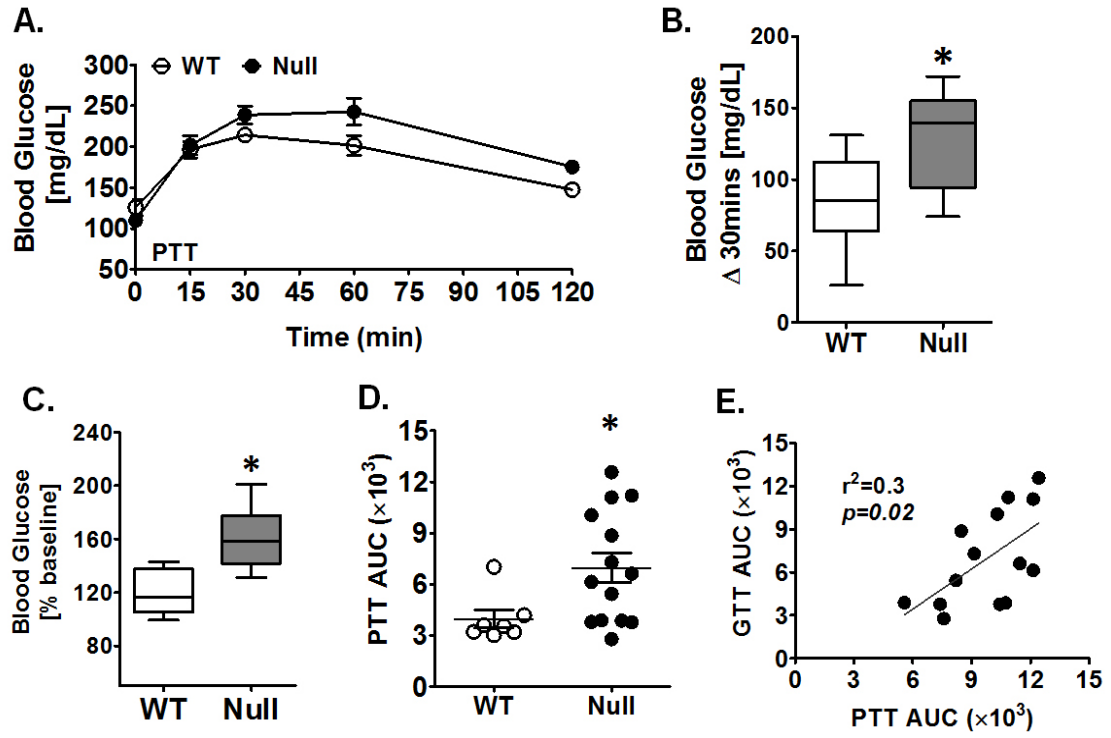 A.
Blood Glucose
[mg/dL]
300
250
200
150
100
50
WT Null
PTT
0 15 30 45 60 75 90 105 120
Time (min)
B.
Blood Glucose
Δ 30mins [mg/dL]
200
150
100
50
0
*
WT Null
C.
Blood Glucose
[% baseline]
240
200
160
120
80
*
WT Null
D.
PTT AUC (×10³)
15
12
9
6
3
0
*
WT Null
E.
GTT AUC (×10³)
15
12
9
6
3
0
r²=0.3
p=0.02
0 3 6 9 12 15
PTT AUC (×10³)